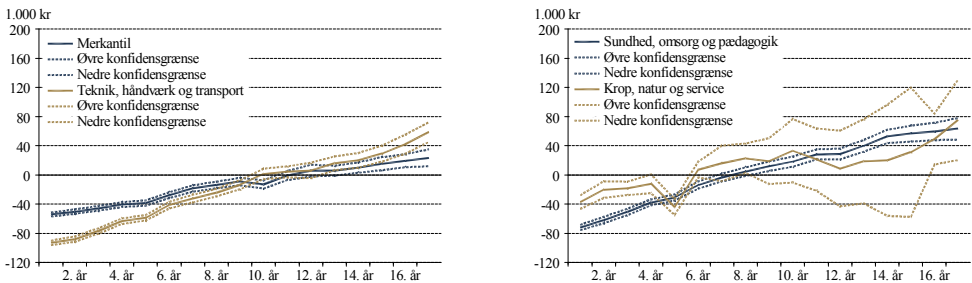 1.000 kr
200
160
120
80
40
0
-40
-80
-120
Merkantil
Øvre konfidensgrænse
Nedre konfidensgrænse
Teknik, håndværk og transport
Øvre konfidensgrænse
Nedre konfidensgrænse
2. år 4. år 6. år 8. år 10. år 12. år 14. år 16. år
1.000 kr
200
160
120
80
40
0
-40
-80
-120
Sundhed, omsorg og pædagogik
Øvre konfidensgrænse
Nedre konfidensgrænse
Krop, natur og service
Øvre konfidensgrænse
Nedre konfidensgrænse
2. år 4. år 6. år 8. år 10. år 12. år 14. år 16. år